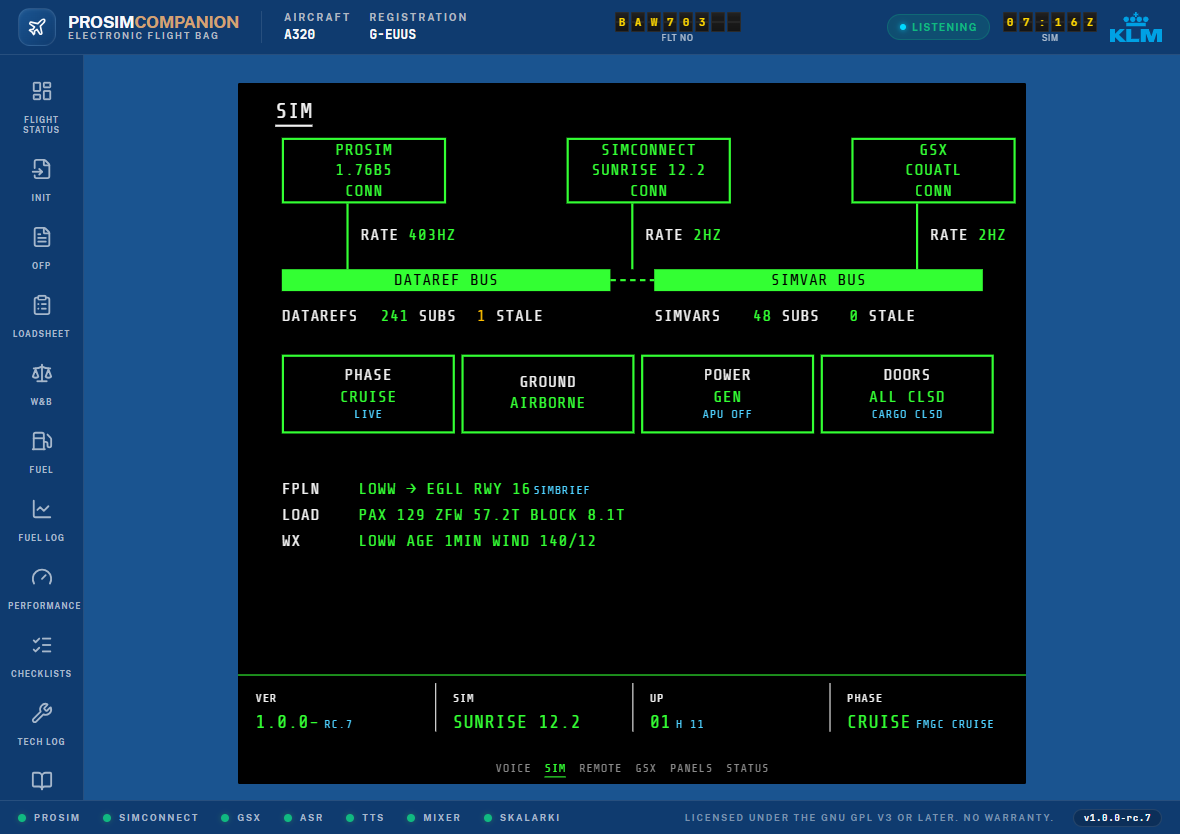 PROSIMCOMPANION
ELECTRONIC FLIGHT BAG
AIRCRAFT
A320
REGISTRATION
G-EUUS
BAW703
FLT NO
LISTENING
07:16Z
SIM
KLM
FLIGHT STATUS
INIT
OFP
LOADSHEET
W&B
FUEL
FUEL LOG
PERFORMANCE
CHECKLISTS
TECH LOG
SIM
PROSIM
1.76B5
CONN
SIMCONNECT
SUNRISE 12.2
CONN
GSX
COUATL
CONN
RATE 403HZ
RATE 2HZ
RATE 2HZ
DATAREF BUS
SIMVAR BUS
DATAREFS 241 SUBS 1 STALE
SIMVARS 48 SUBS 0 STALE
PHASE
CRUISE
LIVE
GROUND
AIRBORNE
POWER
GEN
APU OFF
DOORS
ALL CLSD
CARGO CLSD
FPLN LOWW → EGLL RWY 16 SIMBRIEF
LOAD PAX 129 ZFW 57.2T BLOCK 8.1T
WX LOWW AGE 1MIN WIND 140/12
VER
1.0.0- RC.7
SIM
SUNRISE 12.2
UP
01 H 11
PHASE
CRUISE FMGC CRUISE
VOICE SIM REMOTE GSX PANELS STATUS
PROSIM SIMCONNECT GSX ASR TTS MIXER SKALARKI
LICENSED UNDER THE GNU GPL V3 OR LATER. NO WARRANTY.
v1.0.0-rc.7